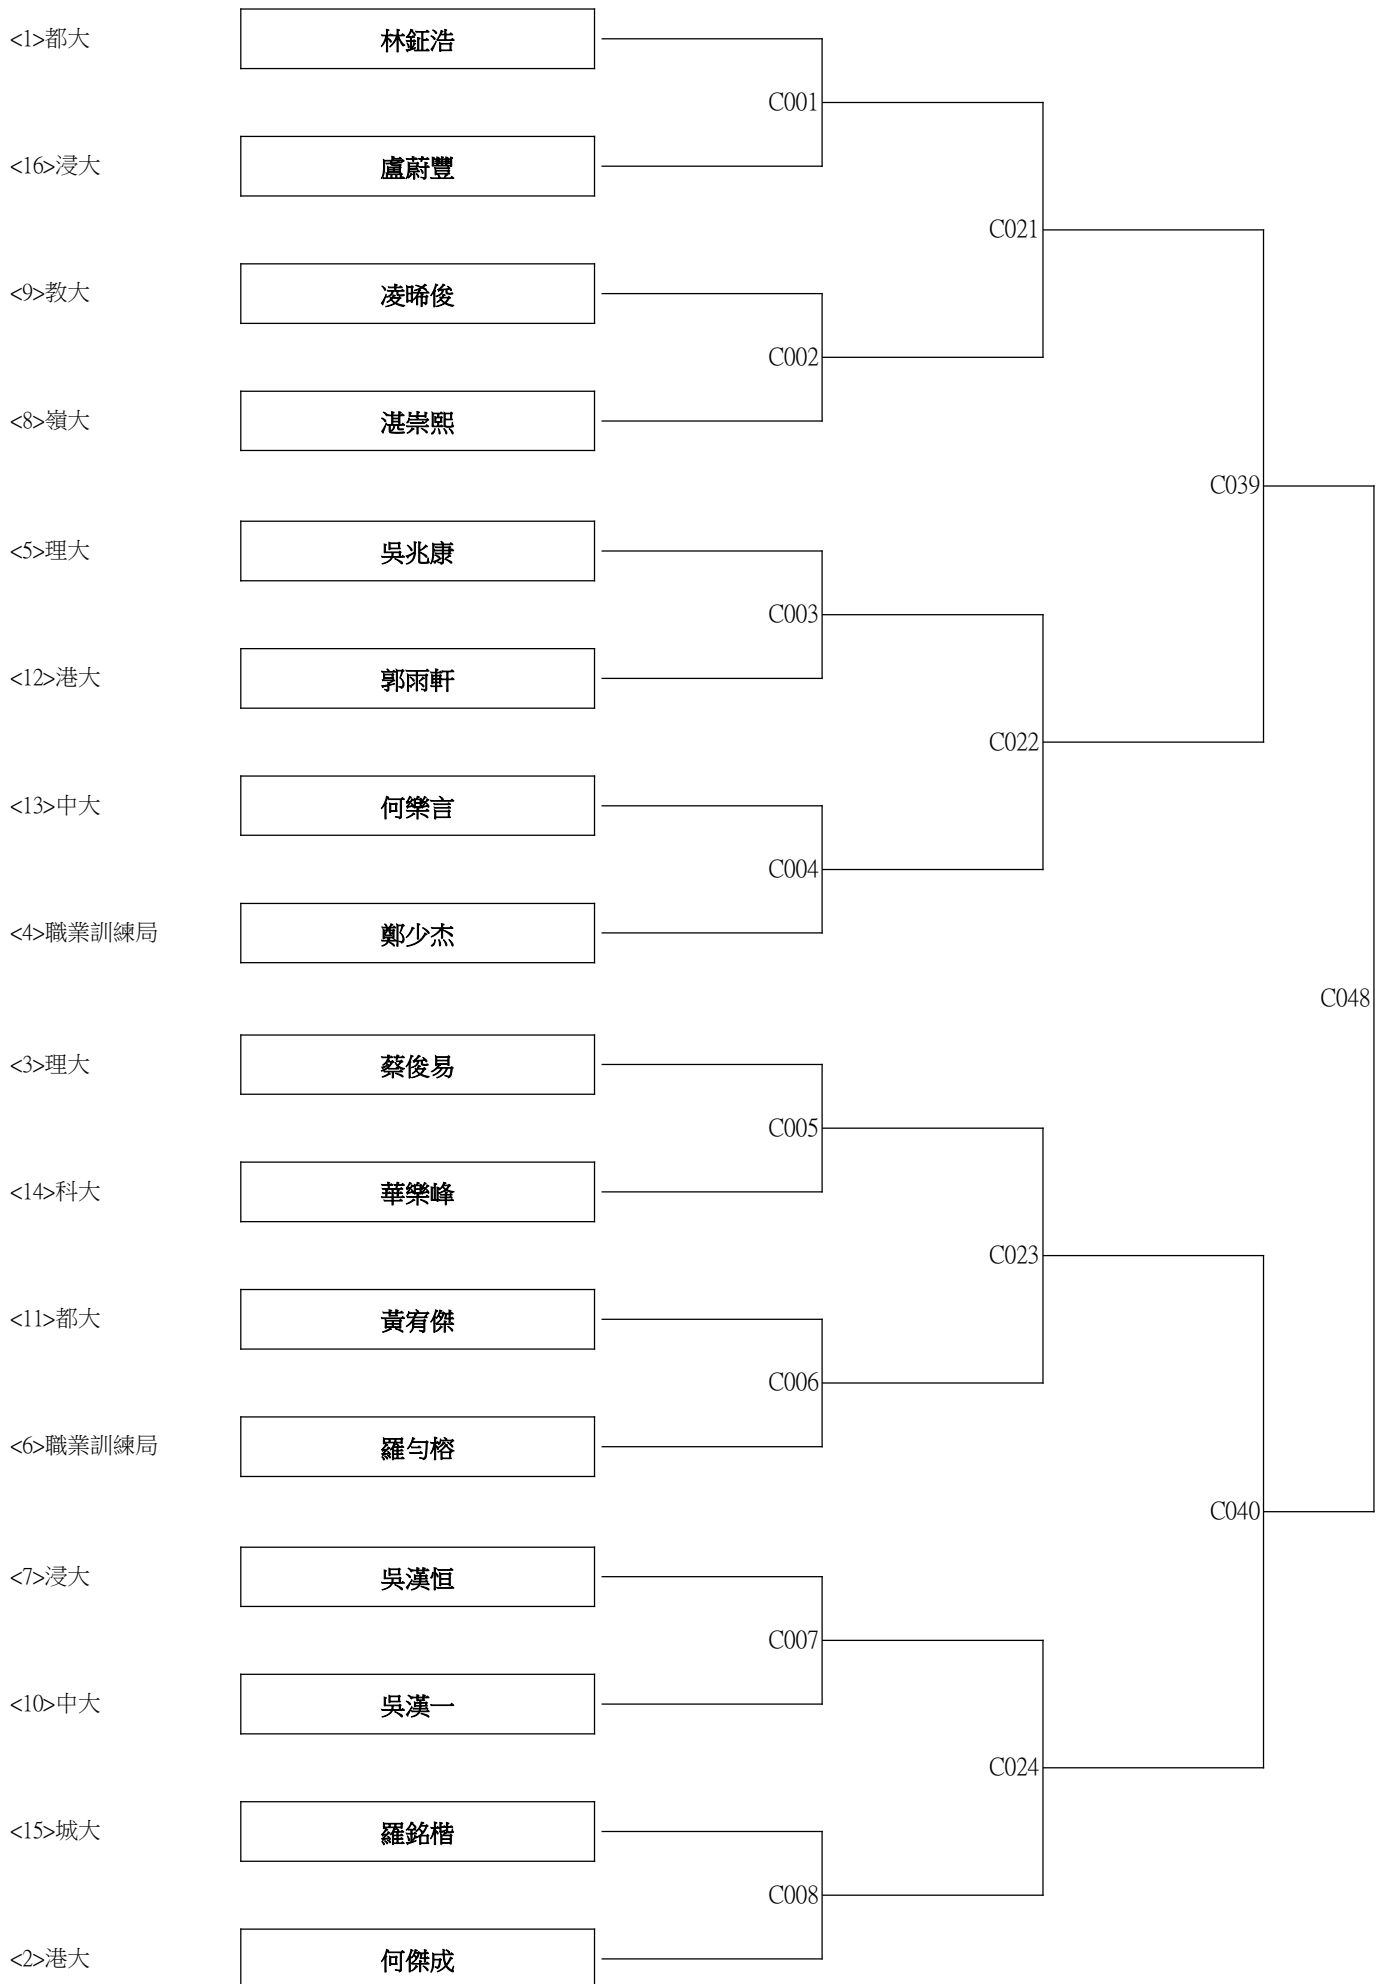 <1>都大 林鉦浩
C001
<16>浸大 盧蔚豐
C021
<9>教大 凌晞俊
C002
<8>嶺大 湛崇熙
C039
<5>理大 吳兆康
C003
<12>港大 郭雨軒
C022
<13>中大 何樂言
C004
<4>職業訓練局 鄭少杰
C048
<3>理大 蔡俊易
C005
<14>科大 華樂峰
C023
<11>都大 黃宥傑
C006
<6>職業訓練局 羅勻榕
C040
<7>浸大 吳漢恒
C007
<10>中大 吳漢一
C024
<15>城大 羅銘楷
C008
<2>港大 何傑成